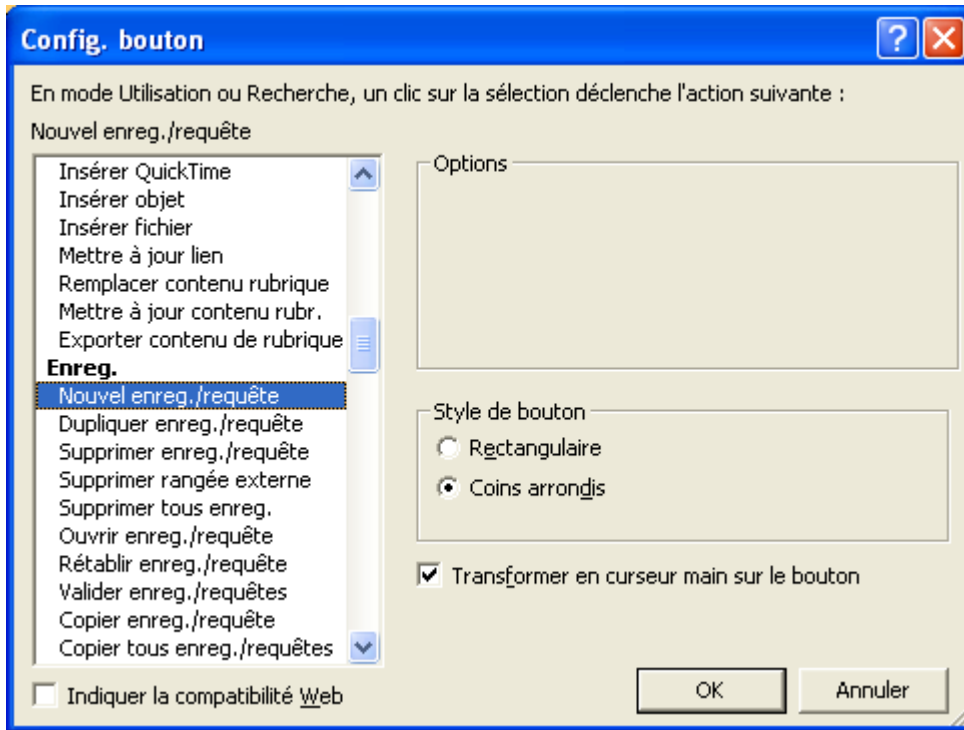 Config. bouton
En mode Utilisation ou Recherche, un clic sur la sélection déclenche l'action suivante :
Nouvel enreg./requête
Insérer QuickTime
Insérer objet
Insérer fichier
Mettre à jour lien
Remplacer contenu rubrique
Mettre à jour contenu rubr.
Exporter contenu de rubrique
Enreg.
Nouvel enreg./requête
Dupliquer enreg./requête
Supprimer enreg./requête
Supprimer rangée externe
Supprimer tous enreg.
Ouvrir enreg./requête
Rétablir enreg./requête
Valider enreg./requêtes
Copier enreg./requête
Copier tous enreg./requêtes
Indiquer la compatibilité Web
Options
Style de bouton
Rectangulaire
Coins arrondis
Transformer en curseur main sur le bouton
OK
Annuler